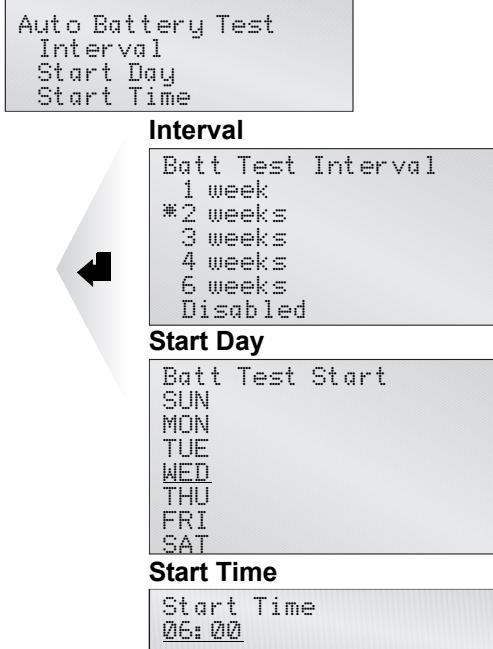 Auto Battery Test
Interval
Start Day
Start Time
Interval
Batt Test Interval
1 week
*2 weeks
3 weeks
4 weeks
6 weeks
Disabled
Start Day
Batt Test Start
SUN
MON
TUE
WED
THU
FRI
SAT
Start Time
Start Time
06:00